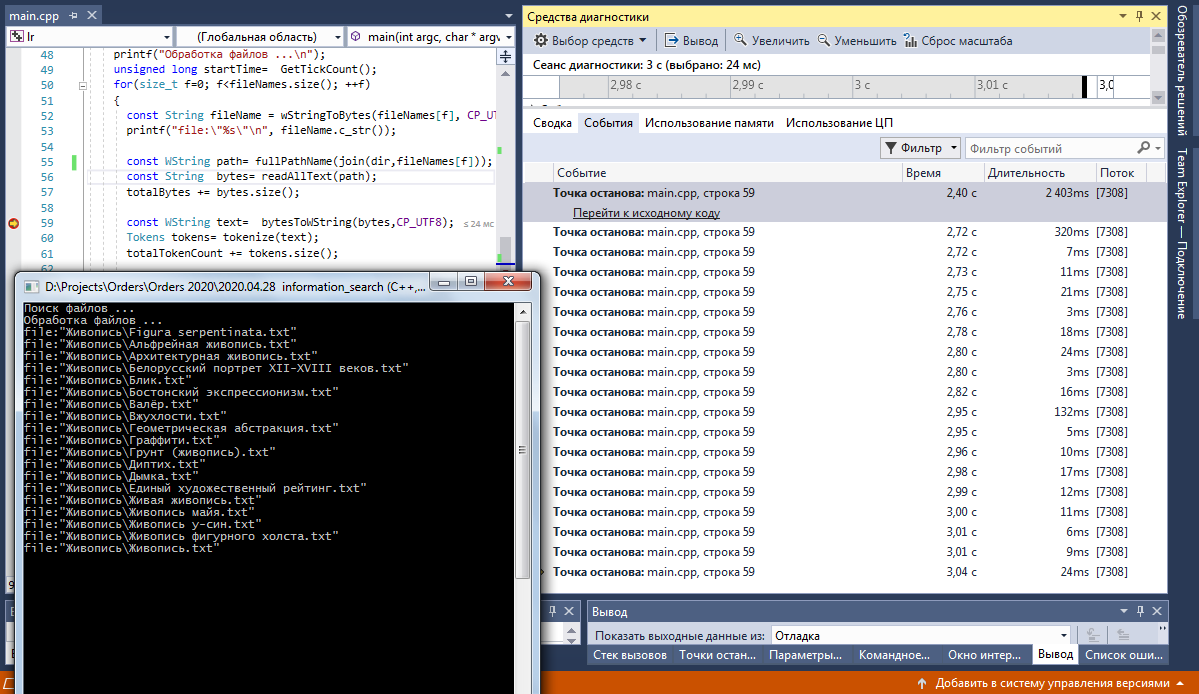 main.cpp
Ir
(Глобальная область)
main(int argc, char * argv
48 printf("Обработка файлов ...\n");
49 unsigned long startTime= GetTickCount();
50 for(size_t f=0; f<fileNames.size(); ++f)
51 {
52 const String fileName = wStringToBytes(fileNames[f], CP_UT
53 printf("file:\"%s\"\n", fileName.c_str());
54
55 const WString path= fullPathName(join(dir,fileNames[f]));
56 const String bytes= readAllText(path);
57 totalBytes += bytes.size();
58
59 const WString text= bytesToWString(bytes,CP_UTF8); ≤ 24 мс
60 Tokens tokens= tokenize(text);
61 totalTokenCount += tokens.size();
62
D:\Projects\Orders\Orders 2020\2020.04.28 information_search (C++,...
Поиск файлов ...
Обработка файлов ...
file:"Живопись\Figura serpentinata.txt"
file:"Живопись\Альфрейная живопись.txt"
file:"Живопись\Архитектурная живопись.txt"
file:"Живопись\Белорусский портрет XII-XVIII веков.txt"
file:"Живопись\Блик.txt"
file:"Живопись\Бостонский экспрессионизм.txt"
file:"Живопись\Валёр.txt"
file:"Живопись\Вжухлости.txt"
file:"Живопись\Геометрическая абстракция.txt"
file:"Живопись\Граффити.txt"
file:"Живопись\Грунт (живопись).txt"
file:"Живопись\Диптих.txt"
file:"Живопись\Дымка.txt"
file:"Живопись\Единый художественный рейтинг.txt"
file:"Живопись\Живая живопись.txt"
file:"Живопись\Живопись майя.txt"
file:"Живопись\Живопись у-син.txt"
file:"Живопись\Живопись фигурного холста.txt"
file:"Живопись\Живопись.txt"
Средства диагностики
Выбор средств Вывод Увеличить Уменьшить Сброс масштаба
Сеанс диагностики: 3 с (выбрано: 24 мс)
2,98 с 2,99 с 3 с 3,01 с 3,0
Сводка События Использование памяти Использование ЦП
Фильтр Фильтр событий
Событие Время Длительность Поток
Точка останова: main.cpp, строка 59 2,40 с 2 403ms [7308]
Перейти к исходному коду
Точка останова: main.cpp, строка 59 2,72 с 320ms [7308]
Точка останова: main.cpp, строка 59 2,72 с 7ms [7308]
Точка останова: main.cpp, строка 59 2,73 с 11ms [7308]
Точка останова: main.cpp, строка 59 2,75 с 21ms [7308]
Точка останова: main.cpp, строка 59 2,76 с 3ms [7308]
Точка останова: main.cpp, строка 59 2,78 с 18ms [7308]
Точка останова: main.cpp, строка 59 2,80 с 24ms [7308]
Точка останова: main.cpp, строка 59 2,80 с 3ms [7308]
Точка останова: main.cpp, строка 59 2,82 с 16ms [7308]
Точка останова: main.cpp, строка 59 2,95 с 132ms [7308]
Точка останова: main.cpp, строка 59 2,95 с 5ms [7308]
Точка останова: main.cpp, строка 59 2,96 с 10ms [7308]
Точка останова: main.cpp, строка 59 2,98 с 17ms [7308]
Точка останова: main.cpp, строка 59 2,99 с 12ms [7308]
Точка останова: main.cpp, строка 59 3,00 с 11ms [7308]
Точка останова: main.cpp, строка 59 3,01 с 6ms [7308]
Точка останова: main.cpp, строка 59 3,01 с 9ms [7308]
Точка останова: main.cpp, строка 59 3,04 с 24ms [7308]
Обозреватель решений
Team Explorer — Подключение
Вывод
Показать выходные данные из: Отладка
Стек вызовов Точки остан... Параметры... Командное... Окно интер... Вывод Список оши...
Добавить в систему управления версиями